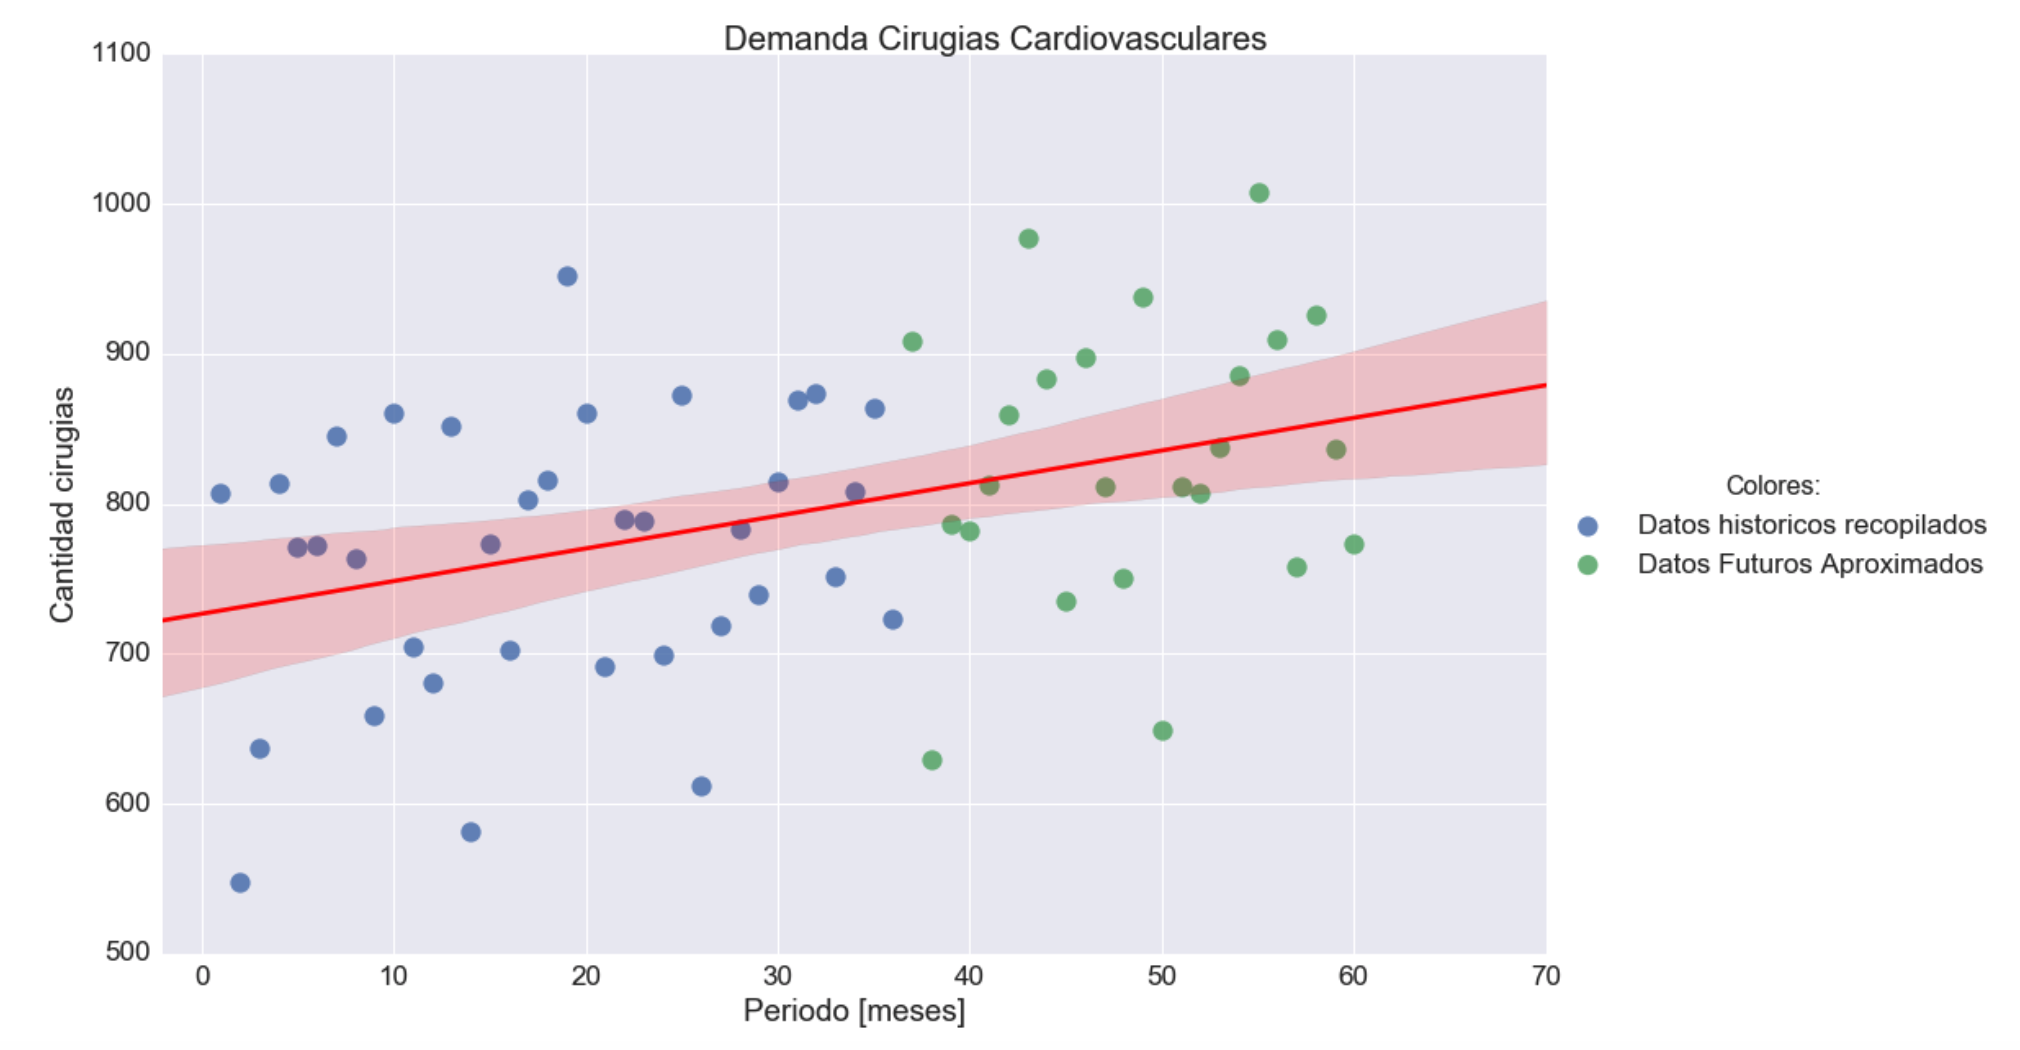 Demanda Cirugias Cardiovasculares
1100
1000
900
800
700
600
500
Cantidad cirugias
0 10 20 30 40 50 60 70
Periodo [meses]
Colores:
Datos historicos recopilados
Datos Futuros Aproximados